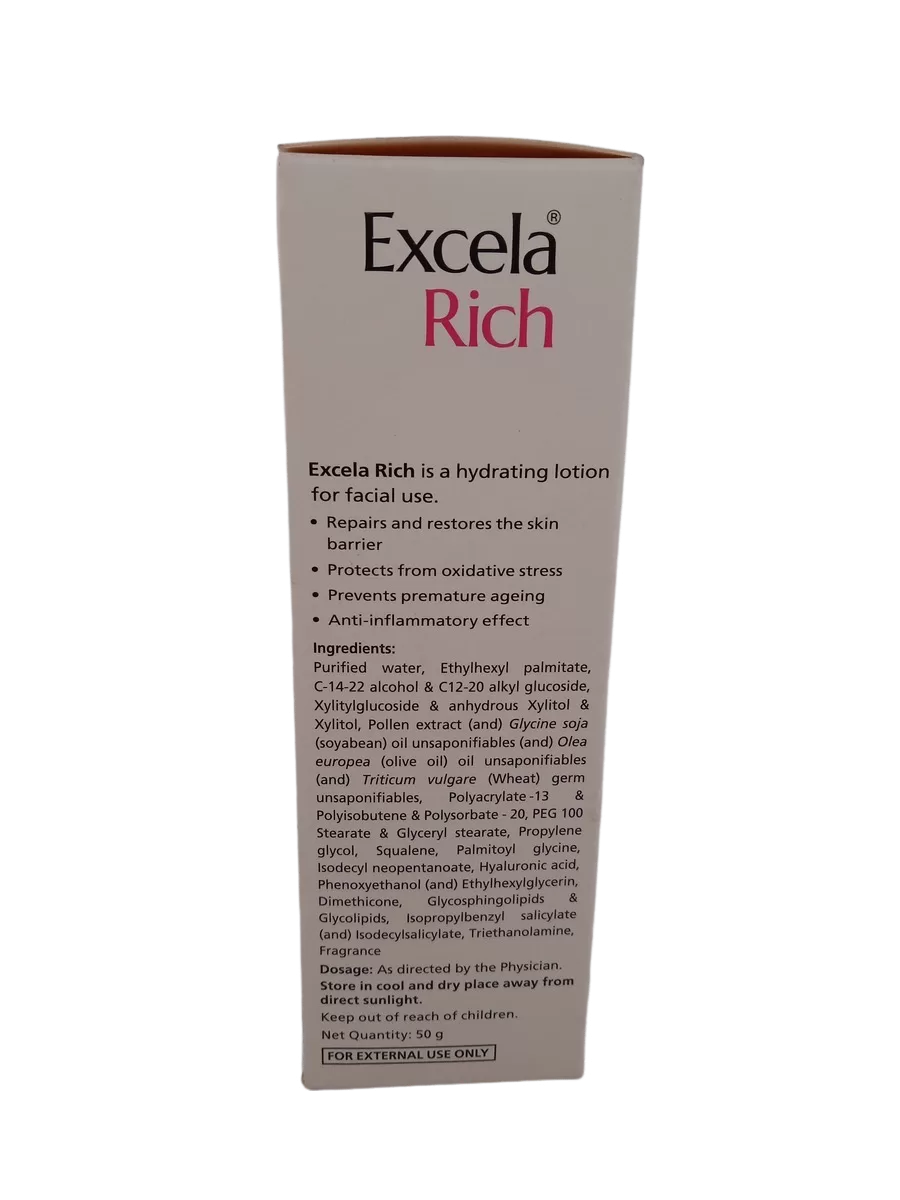 Excela®
Rich
Excela Rich is a hydrating lotion
for facial use.
• Repairs and restores the skin
barrier
• Protects from oxidative stress
• Prevents premature ageing
• Anti-inflammatory effect
Ingredients:
Purified water, Ethylhexyl palmitate,
C-14-22 alcohol & C12-20 alkyl glucoside,
Xylitylglucoside & anhydrous Xylitol &
Xylitol, Pollen extract (and) Glycine soja
(soyabean) oil unsaponifiables (and) Olea
europea (olive oil) oil unsaponifiables
(and) Triticum vulgare (Wheat) germ
unsaponifiables, Polyacrylate-13 &
Polyisobutene & Polysorbate - 20, PEG 100
Stearate & Glyceryl stearate, Propylene
glycol, Squalene, Palmitoyl glycine,
Isodecyl neopentanoate, Hyaluronic acid,
Phenoxyethanol (and) Ethylhexylglycerin,
Dimethicone, Glycosphingolipids &
Glycolipids, Isopropylbenzyl salicylate
(and) Isodecylsalicylate, Triethanolamine,
Fragrance
Dosage: As directed by the Physician.
Store in cool and dry place away from
direct sunlight.
Keep out of reach of children.
Net Quantity: 50 g
FOR EXTERNAL USE ONLY